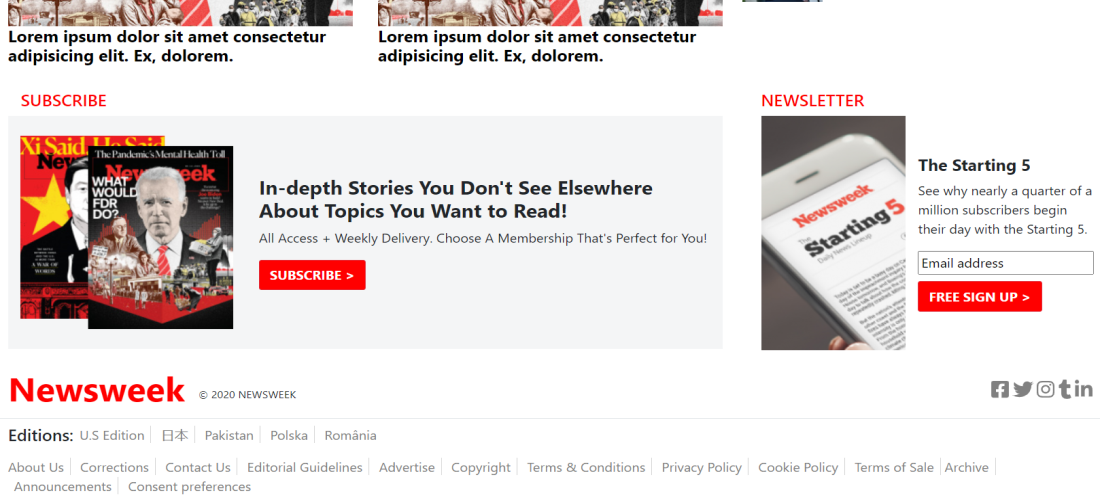 Lorem ipsum dolor sit amet consectetur
adipisicing elit. Ex, dolorem.
Lorem ipsum dolor sit amet consectetur
adipisicing elit. Ex, dolorem.
SUBSCRIBE
Xi Said, He Said
The Pandemic's Mental Health Toll
Newsweek
WHAT
WOULD
FDR
DO?
A WAR OF
WORDS
In-depth Stories You Don't See Elsewhere
About Topics You Want to Read!
All Access + Weekly Delivery. Choose A Membership That's Perfect for You!
SUBSCRIBE >
NEWSLETTER
Newsweek
The
Starting 5
Daily News Lineup
The Starting 5
See why nearly a quarter of a
million subscribers begin
their day with the Starting 5.
Email address
FREE SIGN UP >
Newsweek © 2020 NEWSWEEK
Editions: U.S Edition 日本 Pakistan Polska România
About Us Corrections Contact Us Editorial Guidelines Advertise Copyright Terms & Conditions Privacy Policy Cookie Policy Terms of Sale Archive
Announcements Consent preferences